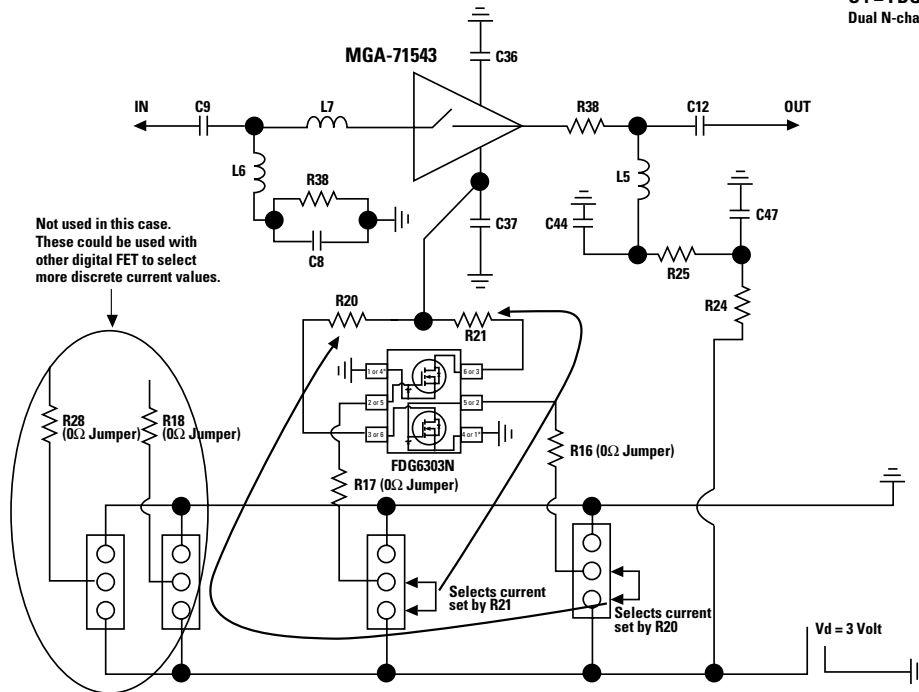 Dual N-cha
MGA-71543
C36
IN
C9
L7
R38
C12
OUT
L6
R38
C8
C37
L5
C44
C47
R25
R24
Not used in this case.
These could be used with
other digital FET to select
more discrete current values.
R20
R21
1 or 4*
6 or 3
2 or 5
5 or 2
3 or 6
4 or 1*
FDG6303N
R28
(0Ω Jumper)
R18
(0Ω Jumper)
R17 (0Ω Jumper)
R16 (0Ω Jumper)
Selects current
set by R21
Selects current
set by R20
Vd = 3 Volt